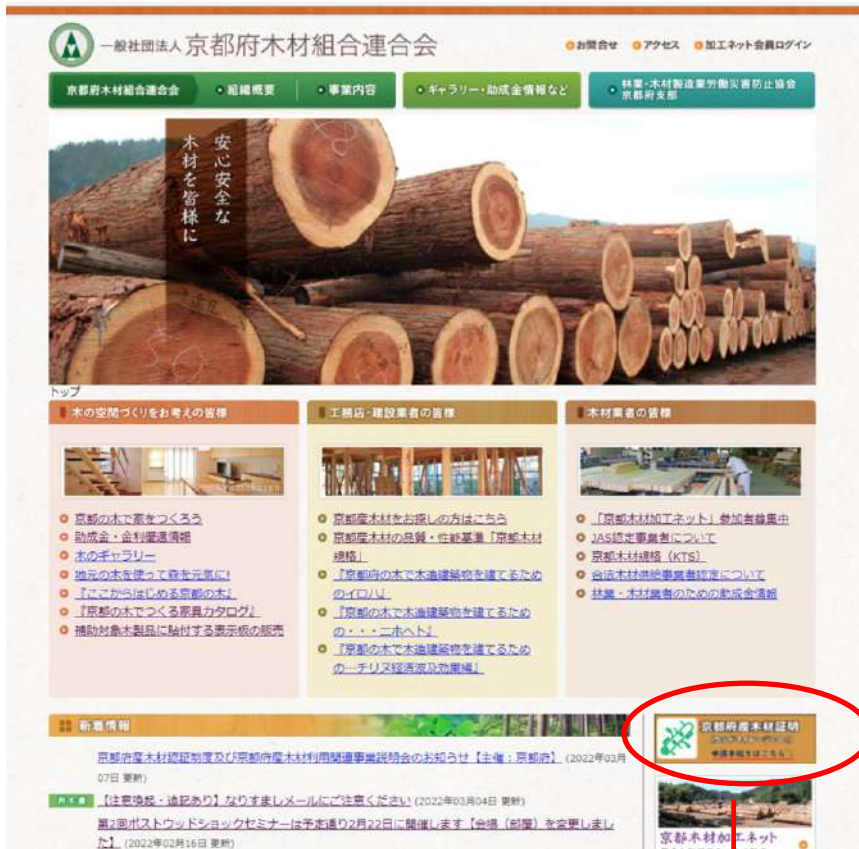 一般社団法人 京都府木材組合連合会
お問合せ アクセス 加工ネット会員ログイン
京都府木材組合連合会 ・組織概要 ・事業内容 ・ギャラリー・助成金情報など ・林業・木材製造業労働災害防止協会
京都府支部
安心安全な
木材を皆様に
トップ
木の空間づくりをお考えの皆様
京都の木で家をつくろう
助成金・金利優遇情報
木のギャラリー
地元の木を使って森を元気に!
『ここからはじめる京都の木』
『京都の木でつくる家具カタログ』
補助対象木製品に貼付する表示板の販売
工務店・建設業者の皆様
京都産木材をお探しの方はこちら
京都産木材の品質・性能基準「京都木材
規格」
『京都府の木で木造建築物を建てるため
のイロハ』
『京都の木で木造建築物を建てるため
の・・・ニホヘト』
『京都の木で木造建築物を建てるため
の…チリヌ経済波及効果編』
木材業者の皆様
「京都木材加工ネット」参加者募集中
JAS認定事業者について
京都木材規格（KTS）
合法木材供給事業者認定について
林業・木材業者のための助成金情報
新着情報
京都府産木材認証制度及び京都府産木材利用関連事業説明会のお知らせ【主催：京都府】 (2022年03月
07日 更新)
【注意喚起・追記あり】なりすましメールにご注意ください (2022年03月04日 更新)
第2回ポストウッドショックセミナーは予定通り2月22日に開催します【会場（部屋）を変更しまし
た】 (2022年02月16日 更新)
京都府産木材証明
申請手続きはこちら
京都木材加工ネット